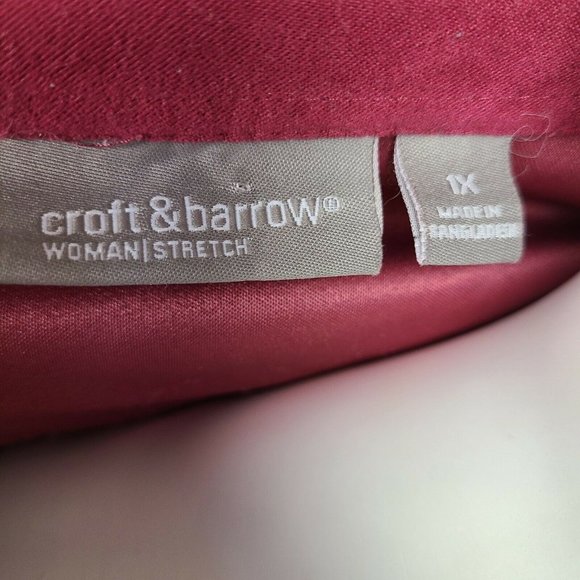 croft&barrow®
WOMAN|STRETCH
1X
MADE IN
BANGLADESH